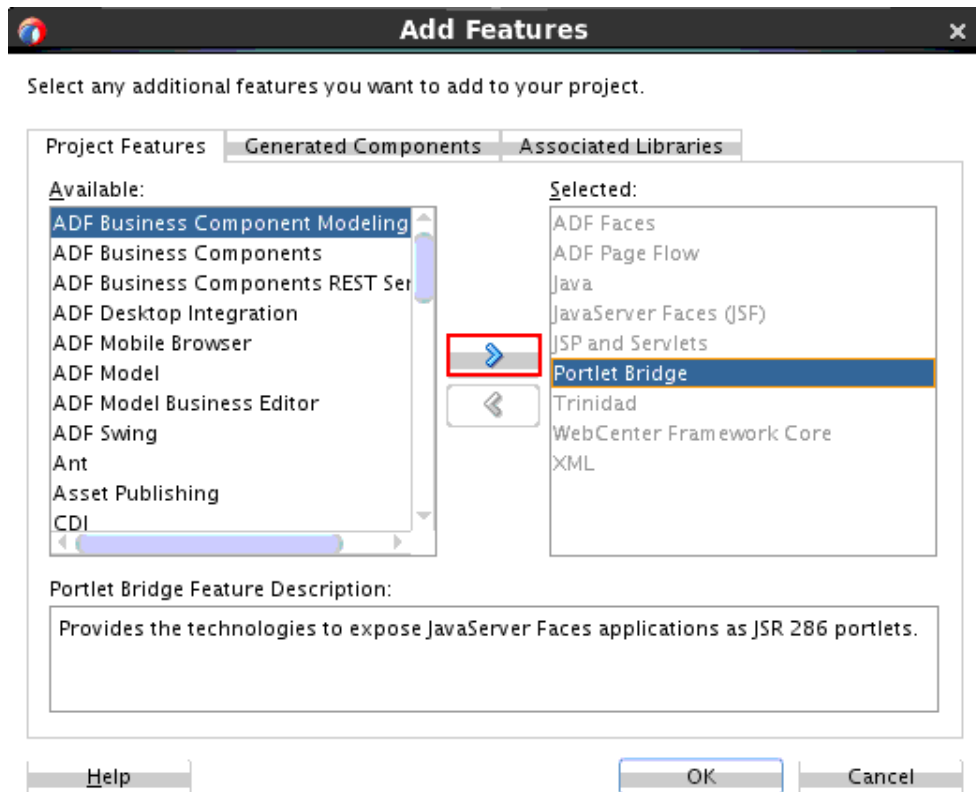 Add Features
Select any additional features you want to add to your project.
Project Features Generated Components Associated Libraries
Available:
ADF Business Component Modeling
ADF Business Components
ADF Business Components REST Ser
ADF Desktop Integration
ADF Mobile Browser
ADF Model
ADF Model Business Editor
ADF Swing
Ant
Asset Publishing
CDI
Selected:
ADF Faces
ADF Page Flow
Java
JavaServer Faces (JSF)
JSP and Servlets
Portlet Bridge
Trinidad
WebCenter Framework Core
XML
Portlet Bridge Feature Description:
Provides the technologies to expose JavaServer Faces applications as JSR 286 portlets.
Help OK Cancel